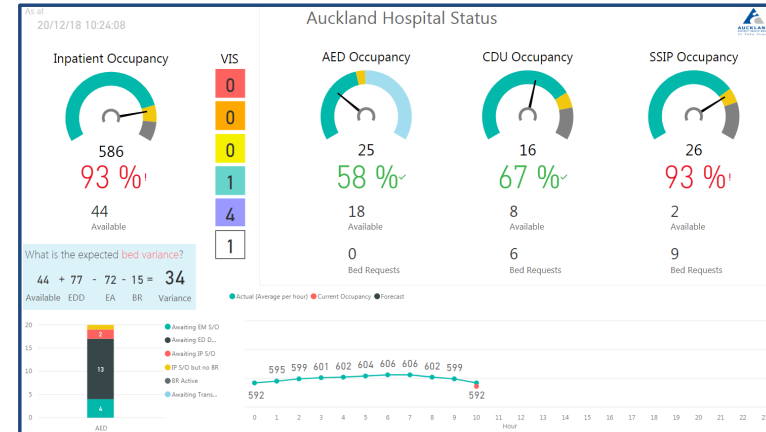 As at
20/12/18 10:24:08
Auckland Hospital Status
AUCKLAND
Inpatient Occupancy
586
93 %!
44
Available
VIS
0
0
0
1
4
1
AED Occupancy
25
58 %
18
Available
0
Bed Requests
CDU Occupancy
16
67 %
8
Available
6
Bed Requests
SSIP Occupancy
26
93 %!
2
Available
9
Bed Requests
What is the expected bed variance?
44 + 77 - 72 - 15 = 34
Available EDD EA BR Variance
Actual (Average per hour) Current Occupancy Forecast
20
15
10
5
0
2
13
4
AED
Awaiting EM S/O
Awaiting ED D...
Awaiting IP S/O
IP S/O but no BR
BR Active
Awaiting Trans...
592 595 599 601 602 604 606 606 602 599 592
0 1 2 3 4 5 6 7 8 9 10 11 12 13 14 15 16 17 18 19 20 21 22
Hour